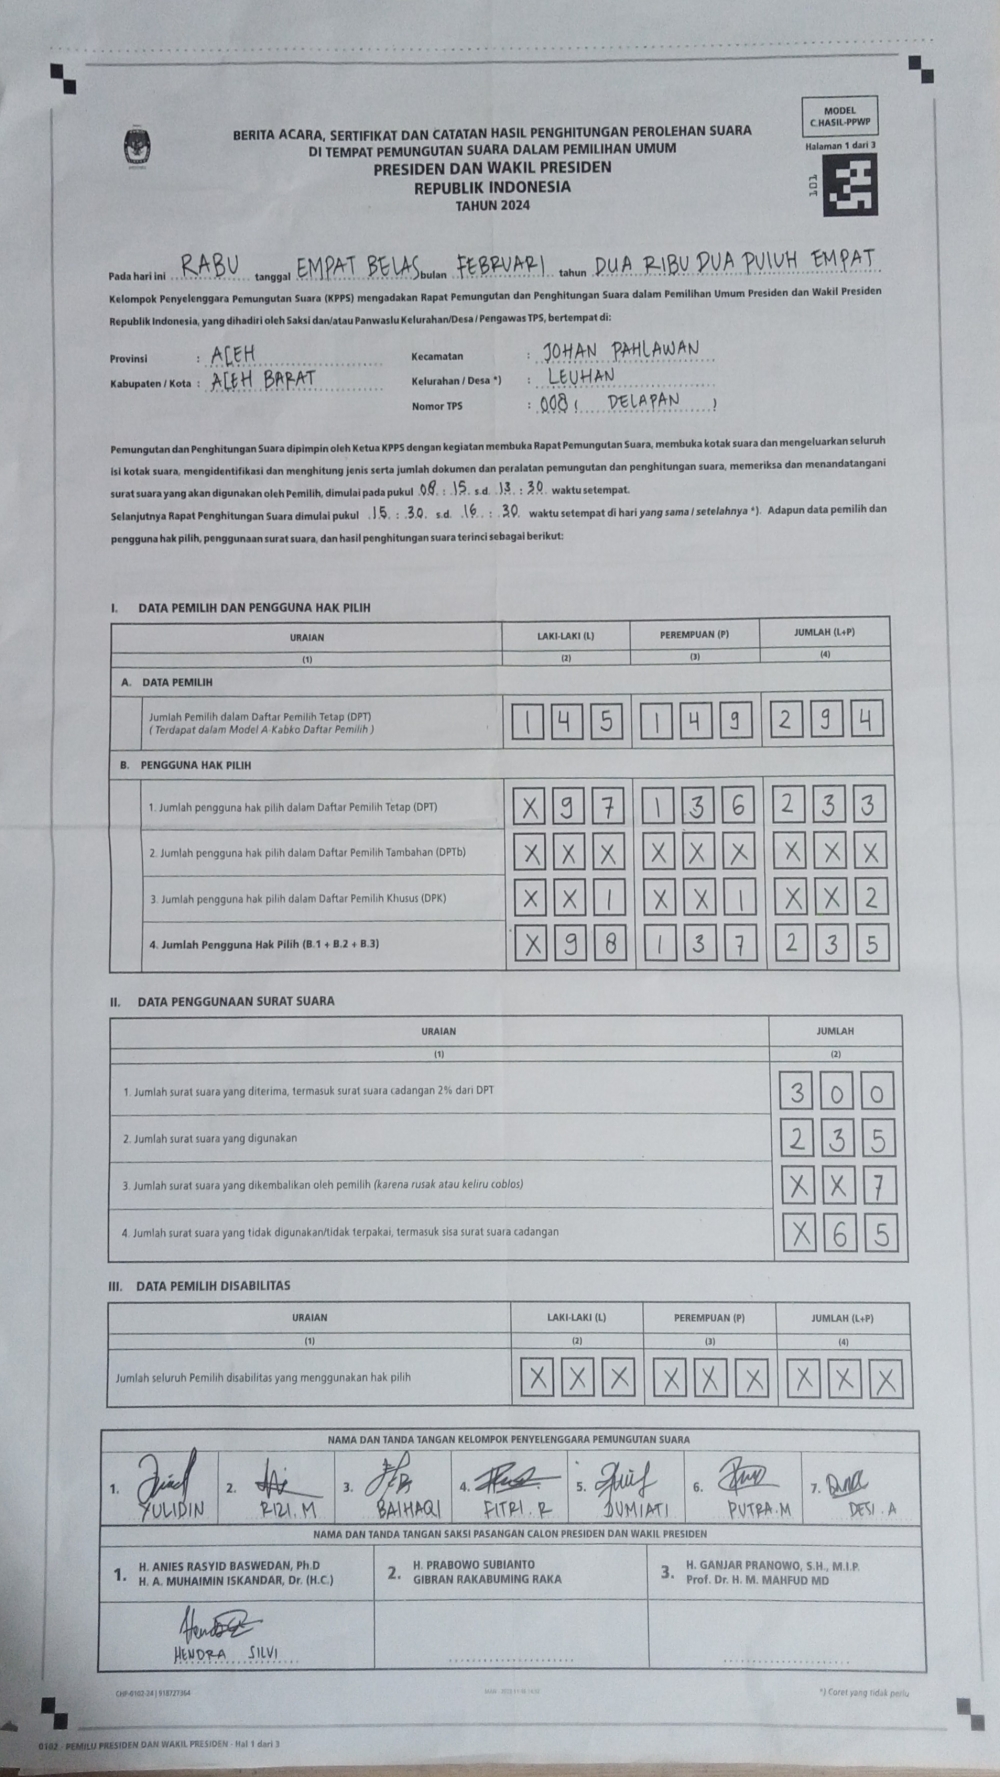 MODEL
C.HASIL-PPWP
Halaman 1 dari 3
101
BERITA ACARA, SERTIFIKAT DAN CATATAN HASIL PENGHITUNGAN PEROLEHAN SUARA
DI TEMPAT PEMUNGUTAN SUARA DALAM PEMILIHAN UMUM
PRESIDEN DAN WAKIL PRESIDEN
REPUBLIK INDONESIA
TAHUN 2024
Pada hari ini RABU tanggal EMPAT BELAS bulan FEBRUARI tahun DUA RIBU DUA PULUH EMPAT
Kelompok Penyelenggara Pemungutan Suara (KPPS) mengadakan Rapat Pemungutan dan Penghitungan Suara dalam Pemilihan Umum Presiden dan Wakil Presiden
Republik Indonesia, yang dihadiri oleh Saksi dan/atau Panwaslu Kelurahan/Desa / Pengawas TPS, bertempat di:
Provinsi : ACEH Kecamatan : JOHAN PAHLAWAN
Kabupaten / Kota : ACEH BARAT Kelurahan / Desa *) : LEUHAN
Nomor TPS : 008 ( DELAPAN )
Pemungutan dan Penghitungan Suara dipimpin oleh Ketua KPPS dengan kegiatan membuka Rapat Pemungutan Suara, membuka kotak suara dan mengeluarkan seluruh
isi kotak suara, mengidentifikasi dan menghitung jenis serta jumlah dokumen dan peralatan pemungutan dan penghitungan suara, memeriksa dan menandatangani
surat suara yang akan digunakan oleh Pemilih, dimulai pada pukul 08 : 15 s.d. 13 : 30 waktu setempat.
Selanjutnya Rapat Penghitungan Suara dimulai pukul 15 : 30 s.d. 16 : 30 waktu setempat di hari yang sama / setelahnya *). Adapun data pemilih dan
pengguna hak pilih, penggunaan surat suara, dan hasil penghitungan suara terinci sebagai berikut:
I. DATA PEMILIH DAN PENGGUNA HAK PILIH
URAIAN LAKI-LAKI (L) PEREMPUAN (P) JUMLAH (L+P)
(1) (2) (3) (4)
A. DATA PEMILIH
Jumlah Pemilih dalam Daftar Pemilih Tetap (DPT) 1 4 5 1 4 9 2 9 4
( Terdapat dalam Model A-Kabko Daftar Pemilih )
B. PENGGUNA HAK PILIH
1. Jumlah pengguna hak pilih dalam Daftar Pemilih Tetap (DPT) X 9 7 1 3 6 2 3 3
2. Jumlah pengguna hak pilih dalam Daftar Pemilih Tambahan (DPTb) X X X X X X X X X
3. Jumlah pengguna hak pilih dalam Daftar Pemilih Khusus (DPK) X X 1 X X 1 X X 2
4. Jumlah Pengguna Hak Pilih (B.1 + B.2 + B.3) X 9 8 1 3 7 2 3 5
II. DATA PENGGUNAAN SURAT SUARA
URAIAN JUMLAH
(1) (2)
1. Jumlah surat suara yang diterima, termasuk surat suara cadangan 2% dari DPT 3 0 0
2. Jumlah surat suara yang digunakan 2 3 5
3. Jumlah surat suara yang dikembalikan oleh pemilih (karena rusak atau keliru coblos) X X 7
4. Jumlah surat suara yang tidak digunakan/tidak terpakai, termasuk sisa surat suara cadangan X 6 5
III. DATA PEMILIH DISABILITAS
URAIAN LAKI-LAKI (L) PEREMPUAN (P) JUMLAH (L+P)
(1) (2) (3) (4)
Jumlah seluruh Pemilih disabilitas yang menggunakan hak pilih X X X X X X X X X
NAMA DAN TANDA TANGAN KELOMPOK PENYELENGGARA PEMUNGUTAN SUARA
1. 2. 3. 4. 5. 6. 7.
YULIDIN RIZI.M BAIHAQI FITRI.R JUMIATI PUTRA.M DESI.A
NAMA DAN TANDA TANGAN SAKSI PASANGAN CALON PRESIDEN DAN WAKIL PRESIDEN
1. H. ANIES RASYID BASWEDAN, Ph.D
H. A. MUHAIMIN ISKANDAR, Dr. (H.C.)
2. H. PRABOWO SUBIANTO
GIBRAN RAKABUMING RAKA
3. H. GANJAR PRANOWO, S.H., M.I.P.
Prof. Dr. H. M. MAHFUD MD
HENDRA SILVI
CHP-0102-24 | 918727364
*) Coret yang tidak perlu
0102 - PEMILU PRESIDEN DAN WAKIL PRESIDEN - Hal 1 dari 3